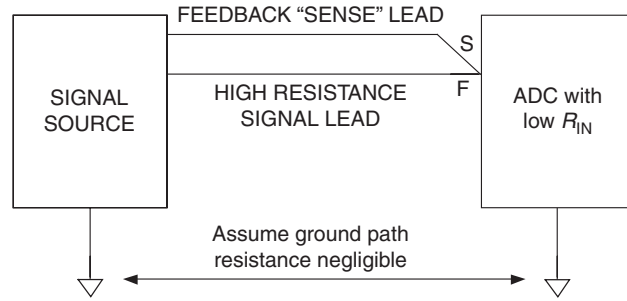 FEEDBACK “SENSE” LEAD
S
SIGNAL
SOURCE
F
HIGH RESISTANCE
SIGNAL LEAD
ADC with
low RIN
Assume ground path
resistance negligible